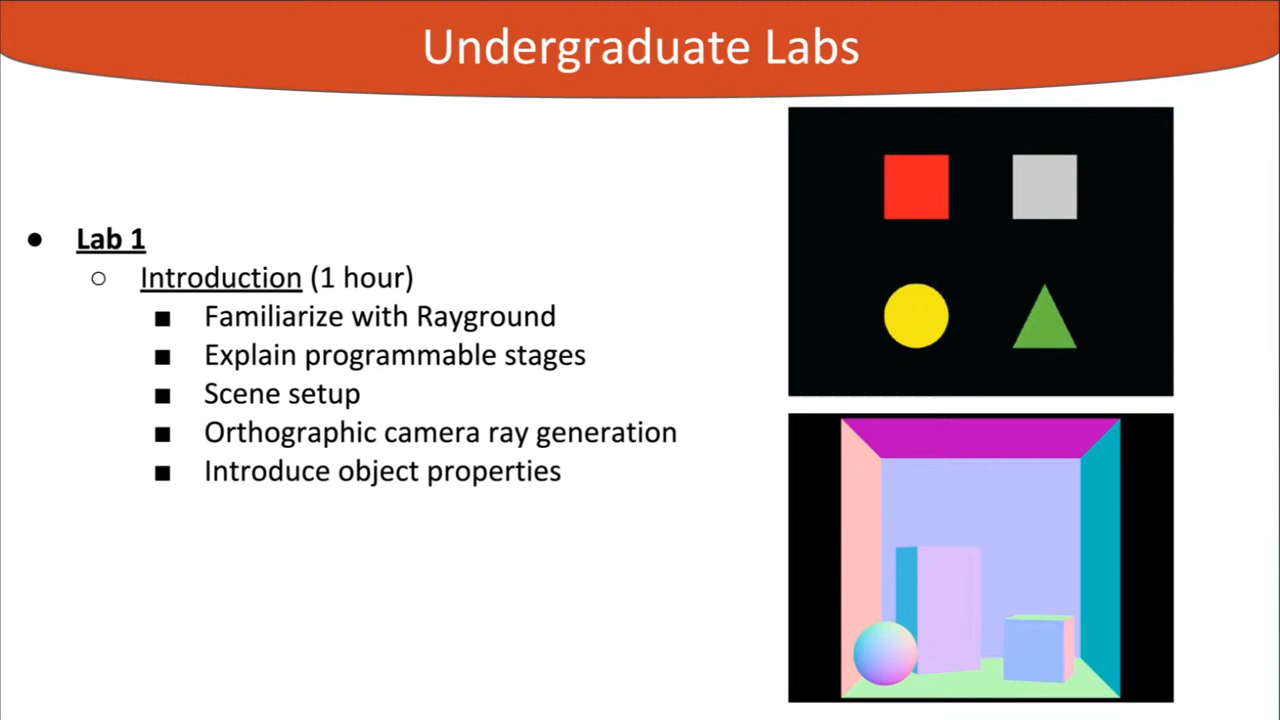 Undergraduate Labs
● Lab 1
○ Introduction (1 hour)
■ Familiarize with Rayground
■ Explain programmable stages
■ Scene setup
■ Orthographic camera ray generation
■ Introduce object properties